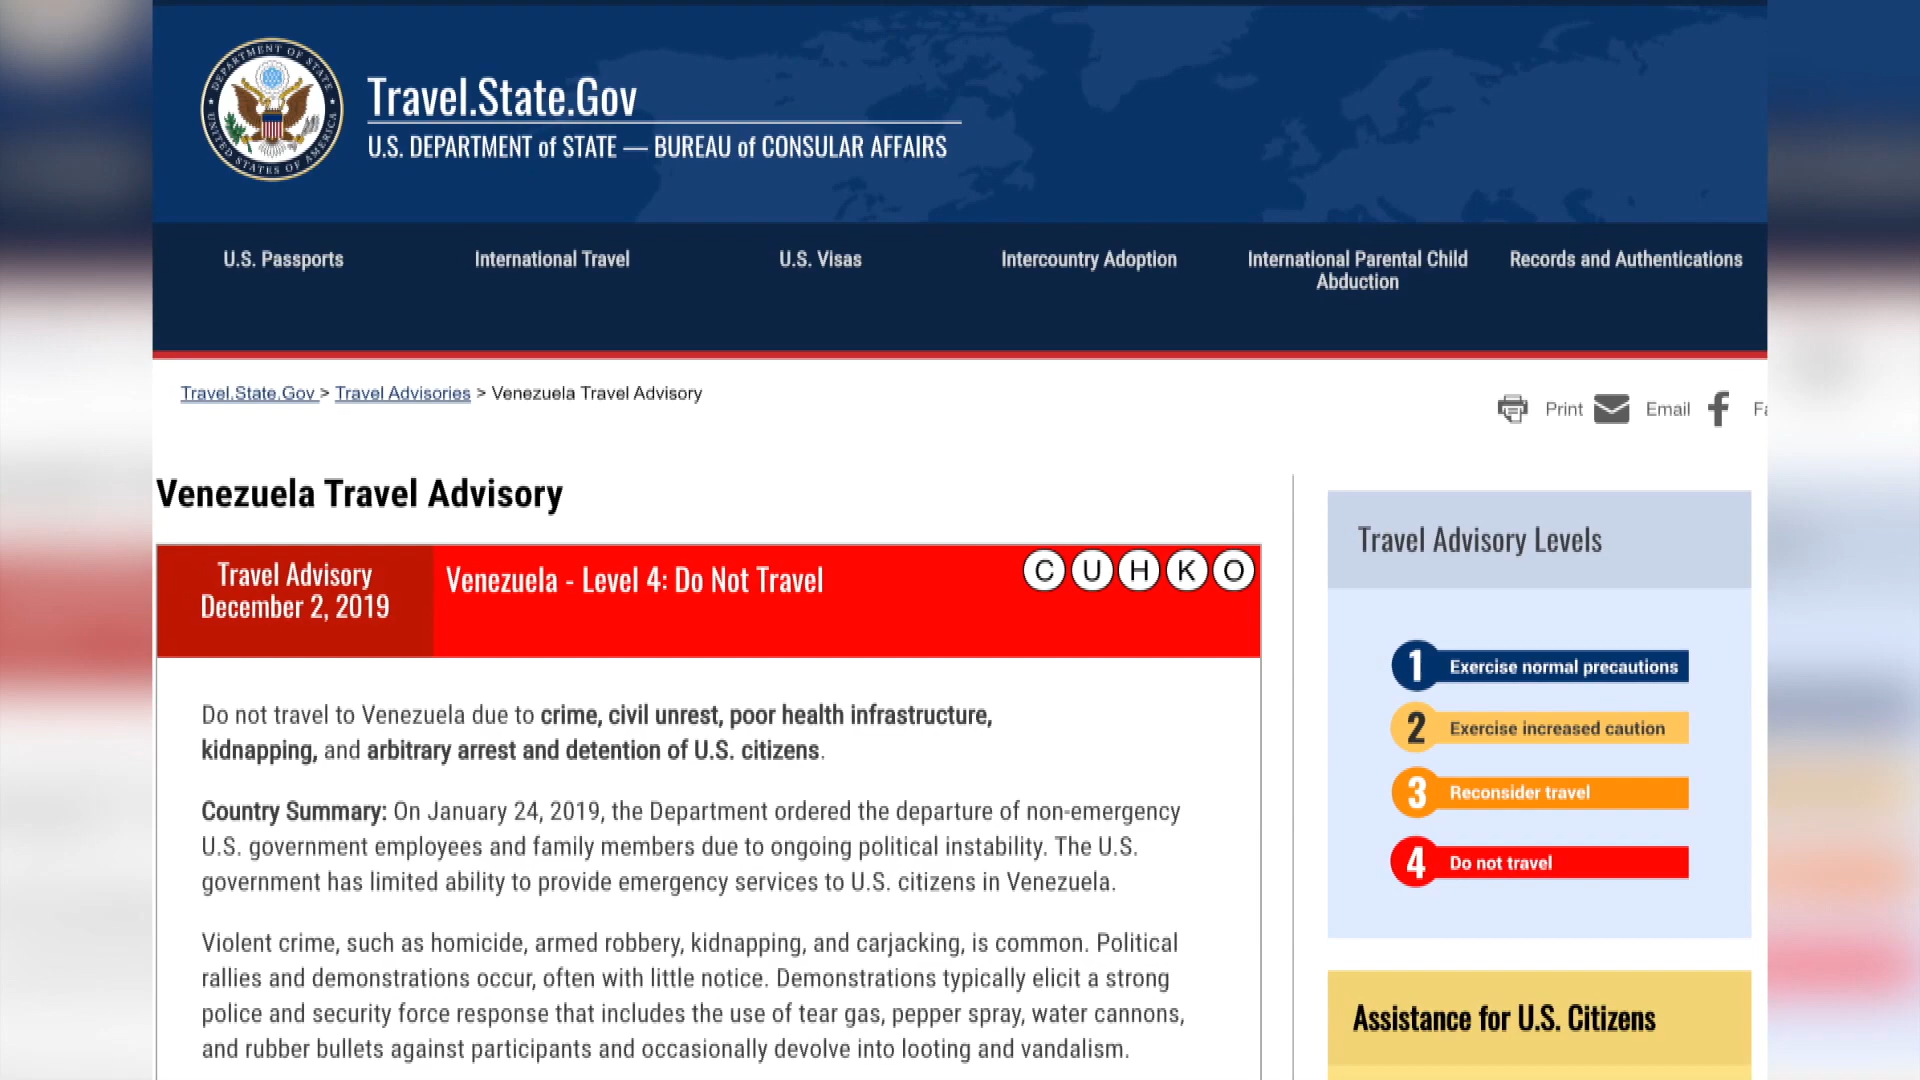 DEPARTMENT OF STATE
UNITED STATES OF AMERICA
Travel.State.Gov
U.S. DEPARTMENT of STATE — BUREAU of CONSULAR AFFAIRS
U.S. Passports
International Travel
U.S. Visas
Intercountry Adoption
International Parental Child
Abduction
Records and Authentications
Travel.State.Gov > Travel Advisories > Venezuela Travel Advisory
Print
Email
Fa
Venezuela Travel Advisory
Travel Advisory
December 2, 2019
Venezuela - Level 4: Do Not Travel
C U H K O
Do not travel to Venezuela due to crime, civil unrest, poor health infrastructure,
kidnapping, and arbitrary arrest and detention of U.S. citizens.
Country Summary: On January 24, 2019, the Department ordered the departure of non-emergency
U.S. government employees and family members due to ongoing political instability. The U.S.
government has limited ability to provide emergency services to U.S. citizens in Venezuela.
Violent crime, such as homicide, armed robbery, kidnapping, and carjacking, is common. Political
rallies and demonstrations occur, often with little notice. Demonstrations typically elicit a strong
police and security force response that includes the use of tear gas, pepper spray, water cannons,
and rubber bullets against participants and occasionally devolve into looting and vandalism.
Travel Advisory Levels
1 Exercise normal precautions
2 Exercise increased caution
3 Reconsider travel
4 Do not travel
Assistance for U.S. Citizens